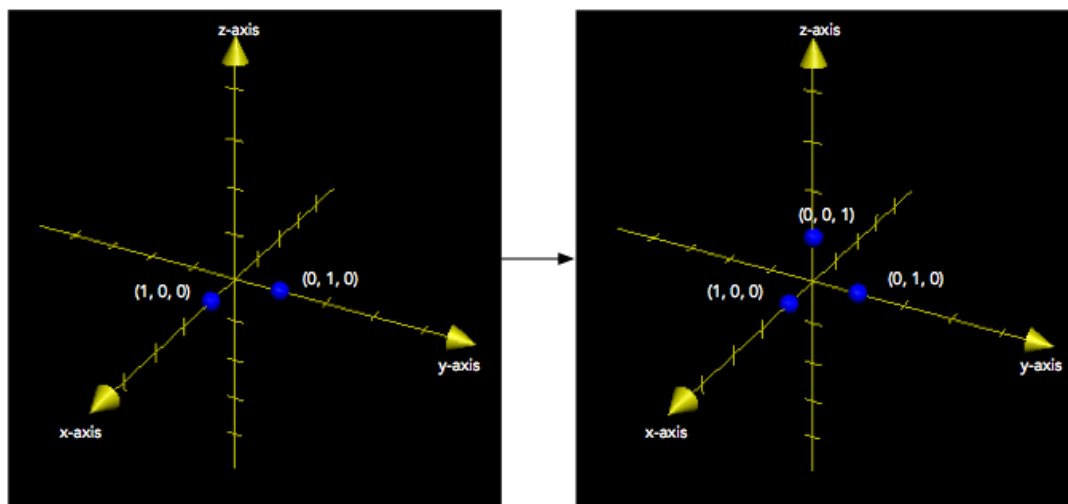 z-axis
(0, 1, 0)
(1, 0, 0)
y-axis
x-axis
z-axis
(0, 0, 1)
(0, 1, 0)
(1, 0, 0)
y-axis
x-axis